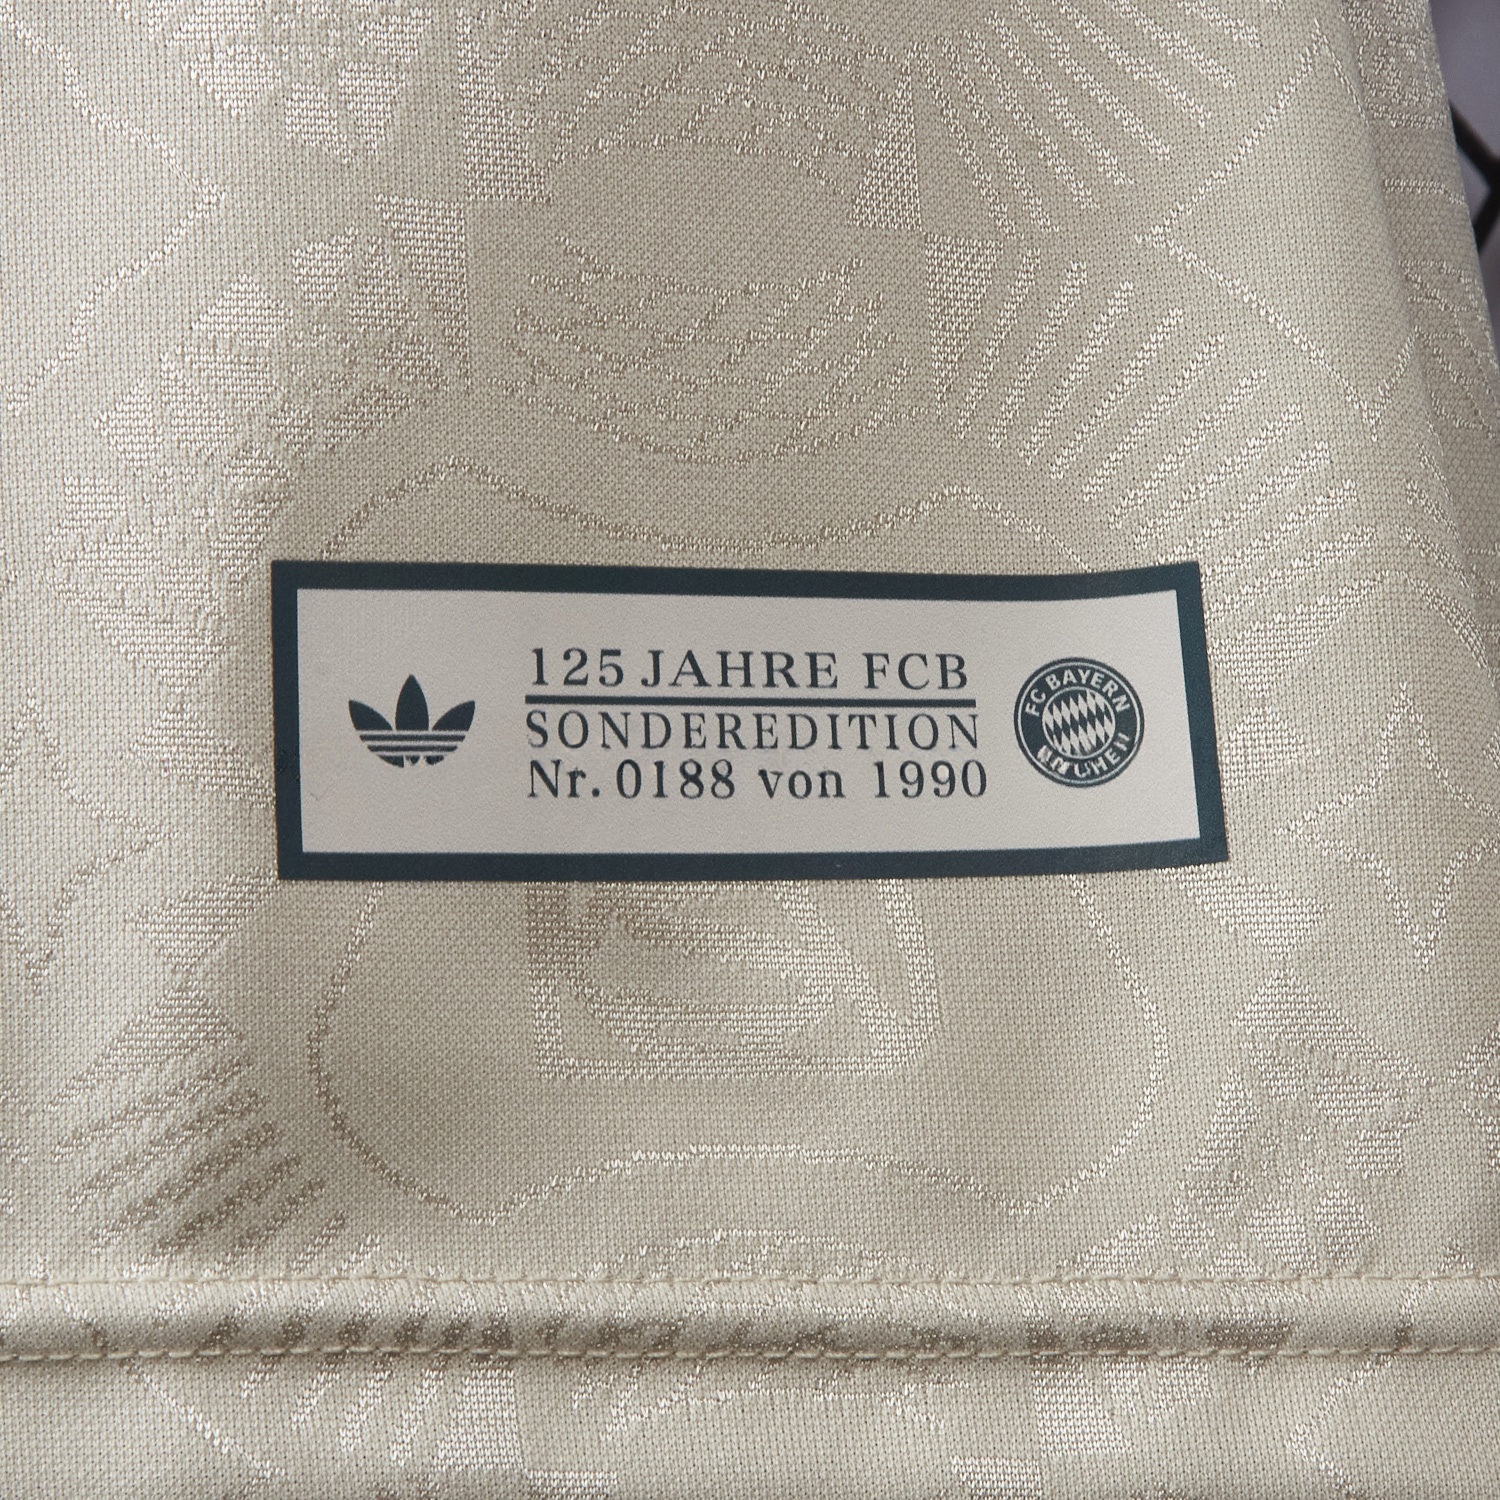 125 JAHRE FCB
SONDEREDITION
Nr. 0188 von 1990
FC BAYERN
MÜNCHEN